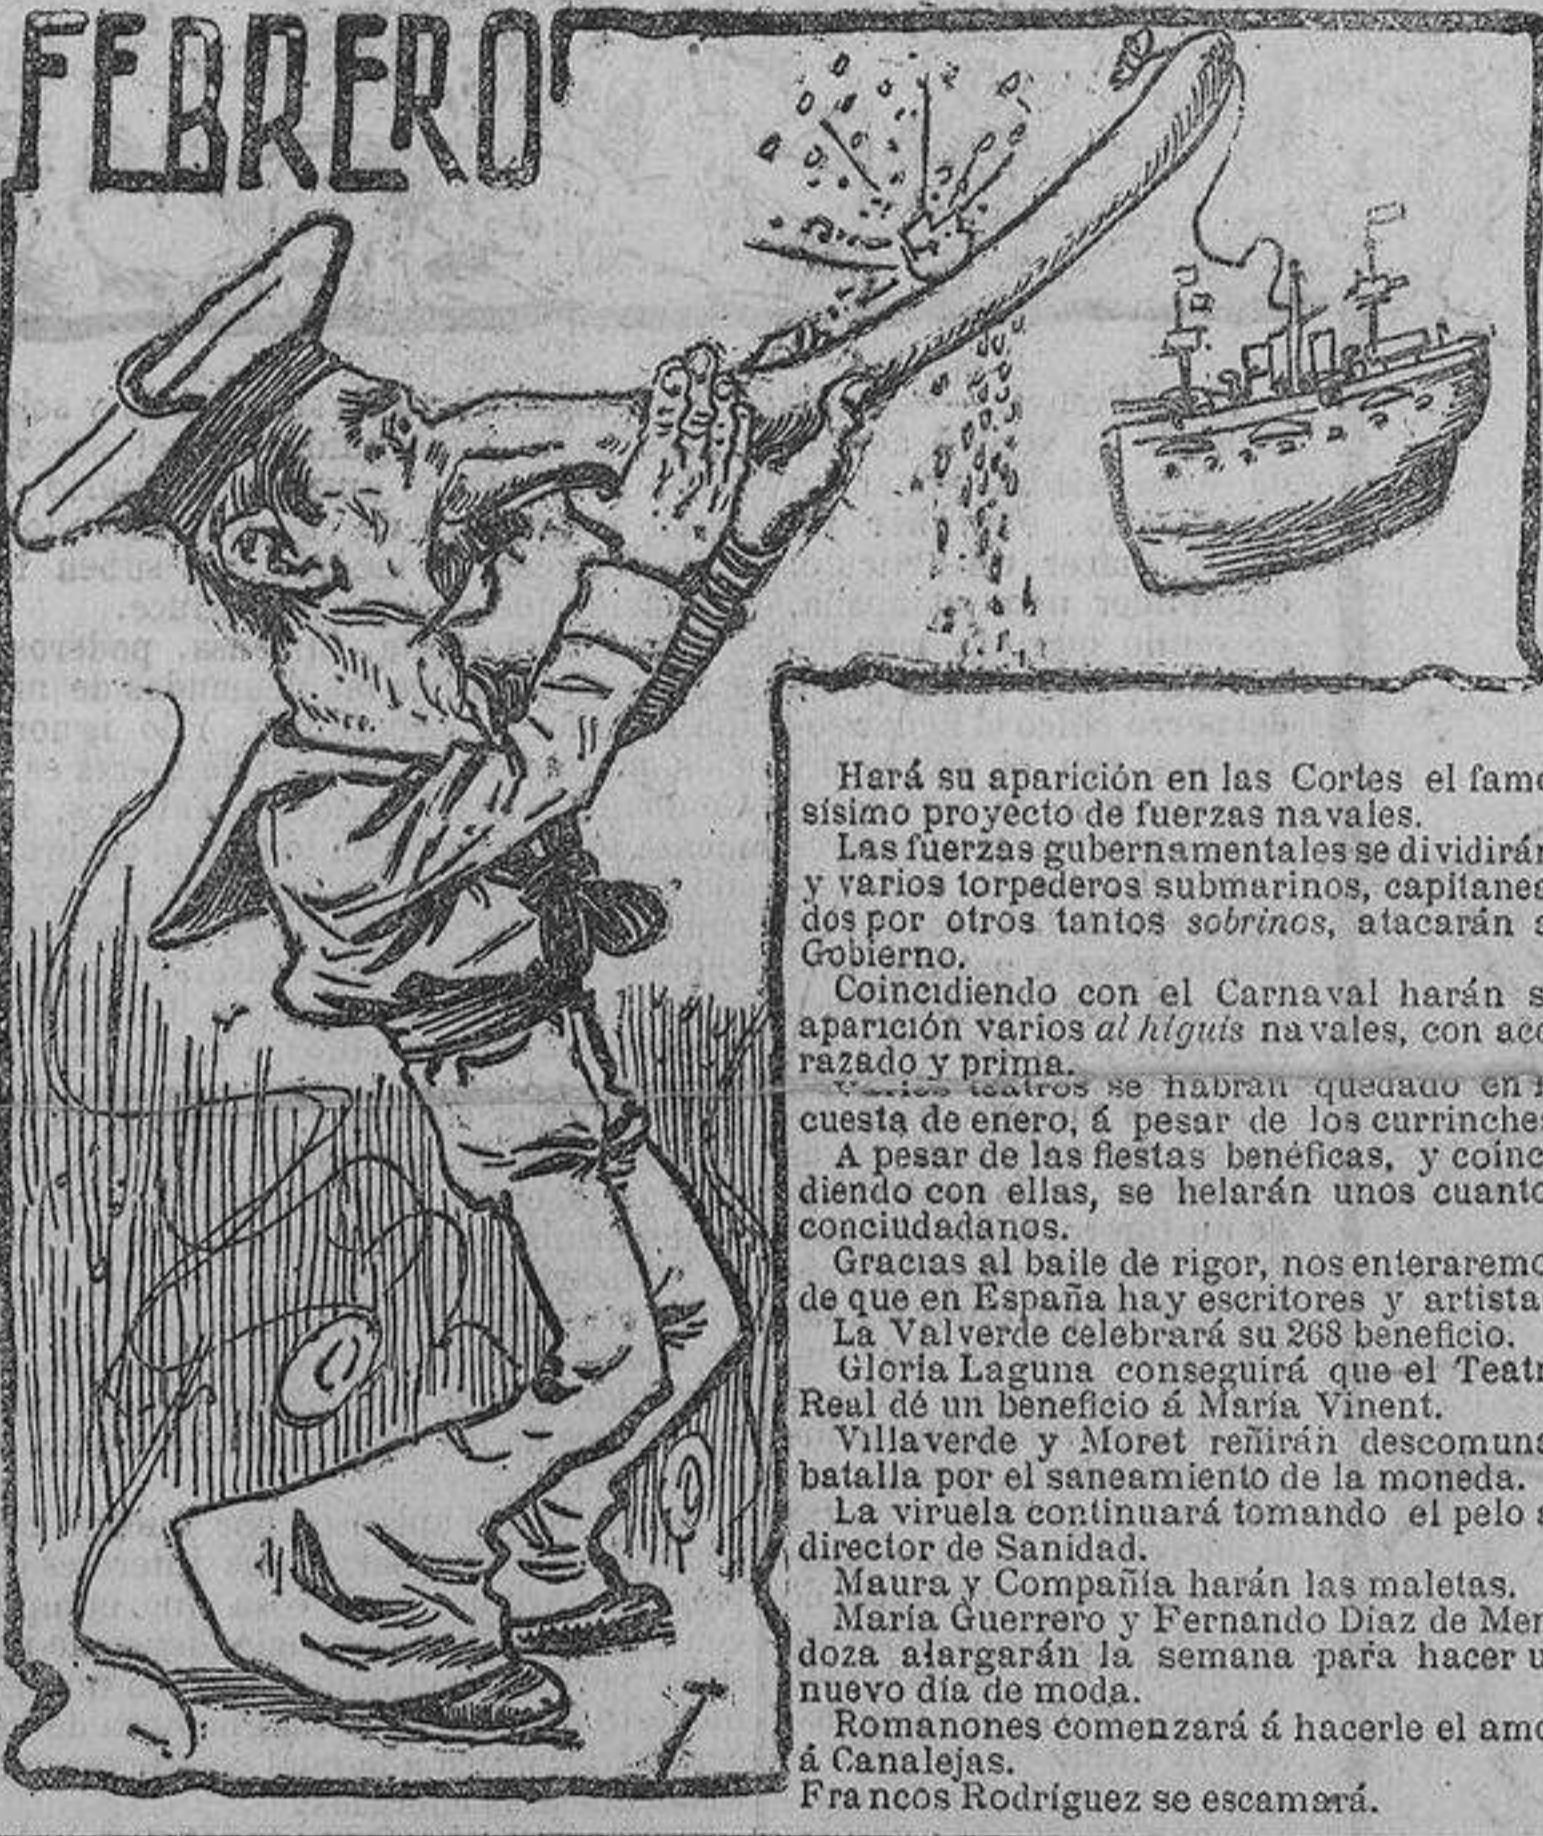 FEBRERO
Hará su aparición en las Cortes el famo
sísimo proyecto de fuerzas navales.
Las fuerzas gubernamentales se dividirán
y varios torpederos submarinos, capitanea
dos por otros tantos sobrinos, atacarán a
Gobierno.
Coincidiendo con el Carnaval harán s
aparición varios al higuis navales, con aco
razado y prima.
Varios teatros se habrán quedado en l
cuesta de enero, á pesar de los currinches
A pesar de las fiestas benéficas, y coinci
diendo con ellas, se helarán unos cuanto
conciudadanos.
Gracias al baile de rigor, nos enteraremo
de que en España hay escritores y artista
La Valverde celebrará su 268 beneficio.
Gloria Laguna conseguirá que el Teatr
Real dé un beneficio á María Vinent.
Villaverde y Moret reñirán descomuna
batalla por el saneamiento de la moneda.
La viruela continuará tomando el pelo a
director de Sanidad.
Maura y Compañía harán las maletas.
María Guerrero y Fernando Díaz de Men
doza alargarán la semana para hacer u
nuevo día de moda.
Romanones comenzará á hacerle el amo
á Canalejas.
Francos Rodríguez se escamará.